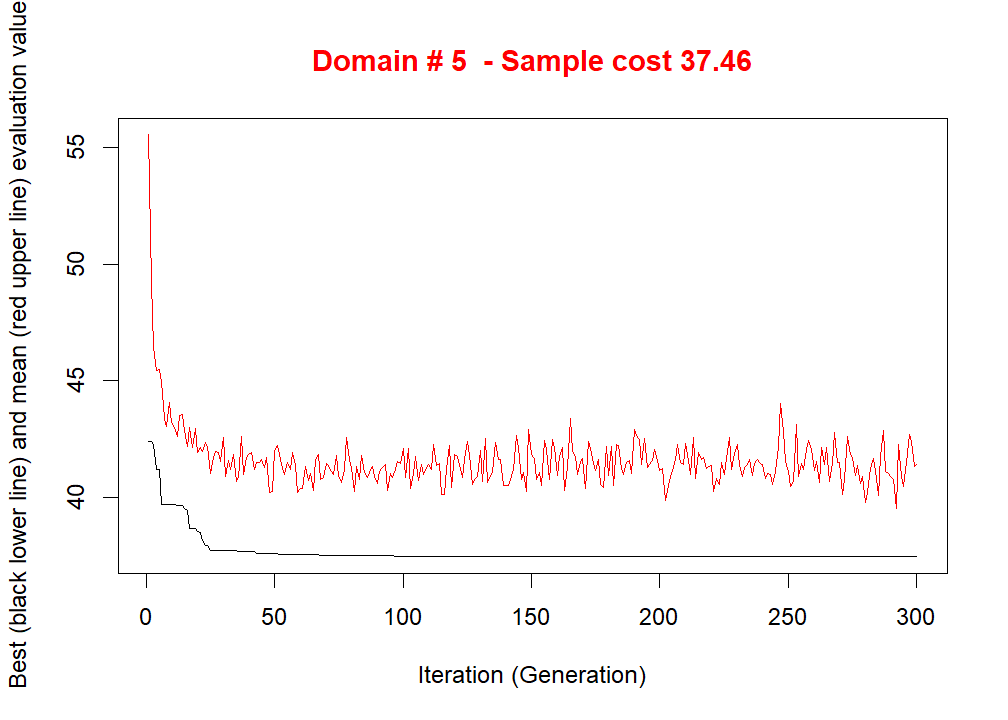 Domain # 5  - Sample cost 37.46
Best (black lower line) and mean (red upper line) evaluation value
55
50
45
40
0 50 100 150 200 250 300
Iteration (Generation)